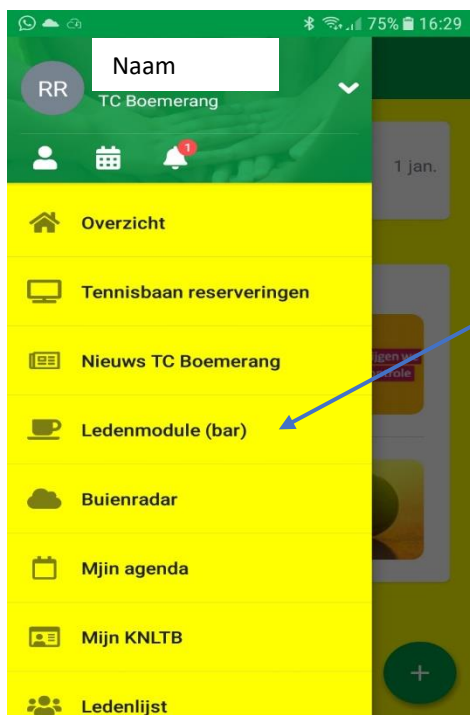 75% 16:29
Naam
RR
TC Boemerang
1
1 jan.
Overzicht
Tennisbaan reserveringen
Nieuws TC Boemerang
Ledenmodule (bar)
Buienradar
Mjin agenda
Mijn KNLTB
Ledenlijst
+